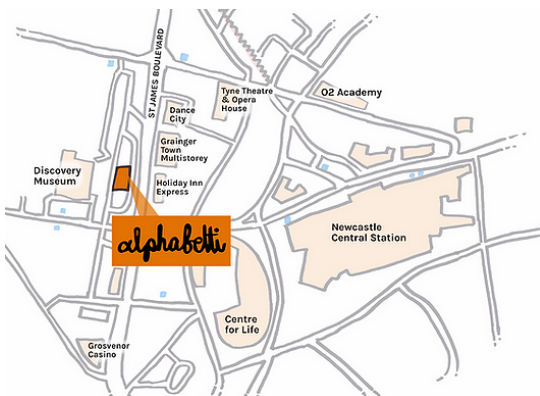 ST JAMES BOULEVARD
Tyne Theatre
& Opera
House
O2 Academy
Dance
City
Grainger
Town
Multistorey
Discovery
Museum
Holiday Inn
Express
alphabetti
Newcastle
Central Station
Centre
for Life
Grosvenor
Casino